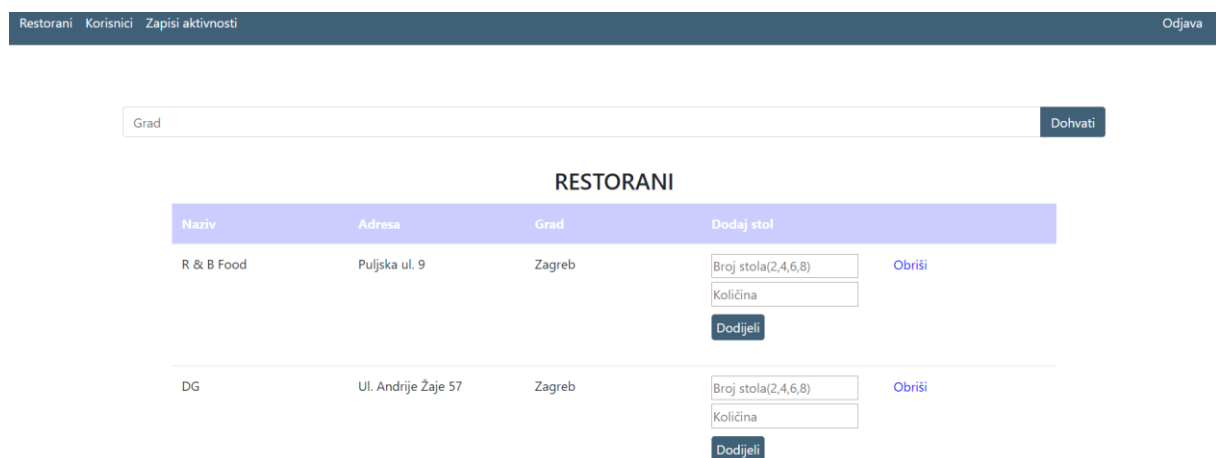 Restorani Korisnici Zapisi aktivnosti Odjava
Grad Dohvati
RESTORANI
Naziv Adresa Grad Dodaj stol
R & B Food Puljska ul. 9 Zagreb Broj stola(2,4,6,8) Obriši
Količina
Dodijeli
DG Ul. Andrije Žaje 57 Zagreb Broj stola(2,4,6,8) Obriši
Količina
Dodijeli